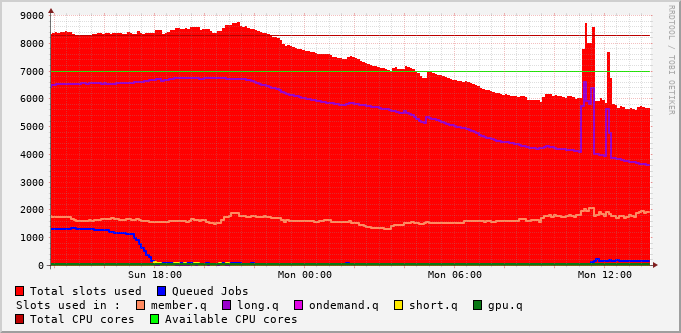 9000
8000
7000
6000
5000
4000
3000
2000
1000
0
Sun 18:00 Mon 00:00 Mon 06:00 Mon 12:00
RRDTOOL / TOBI OETIKER
Total slots used Queued Jobs
Slots used in : member.q long.q ondemand.q short.q gpu.q
Total CPU cores Available CPU cores